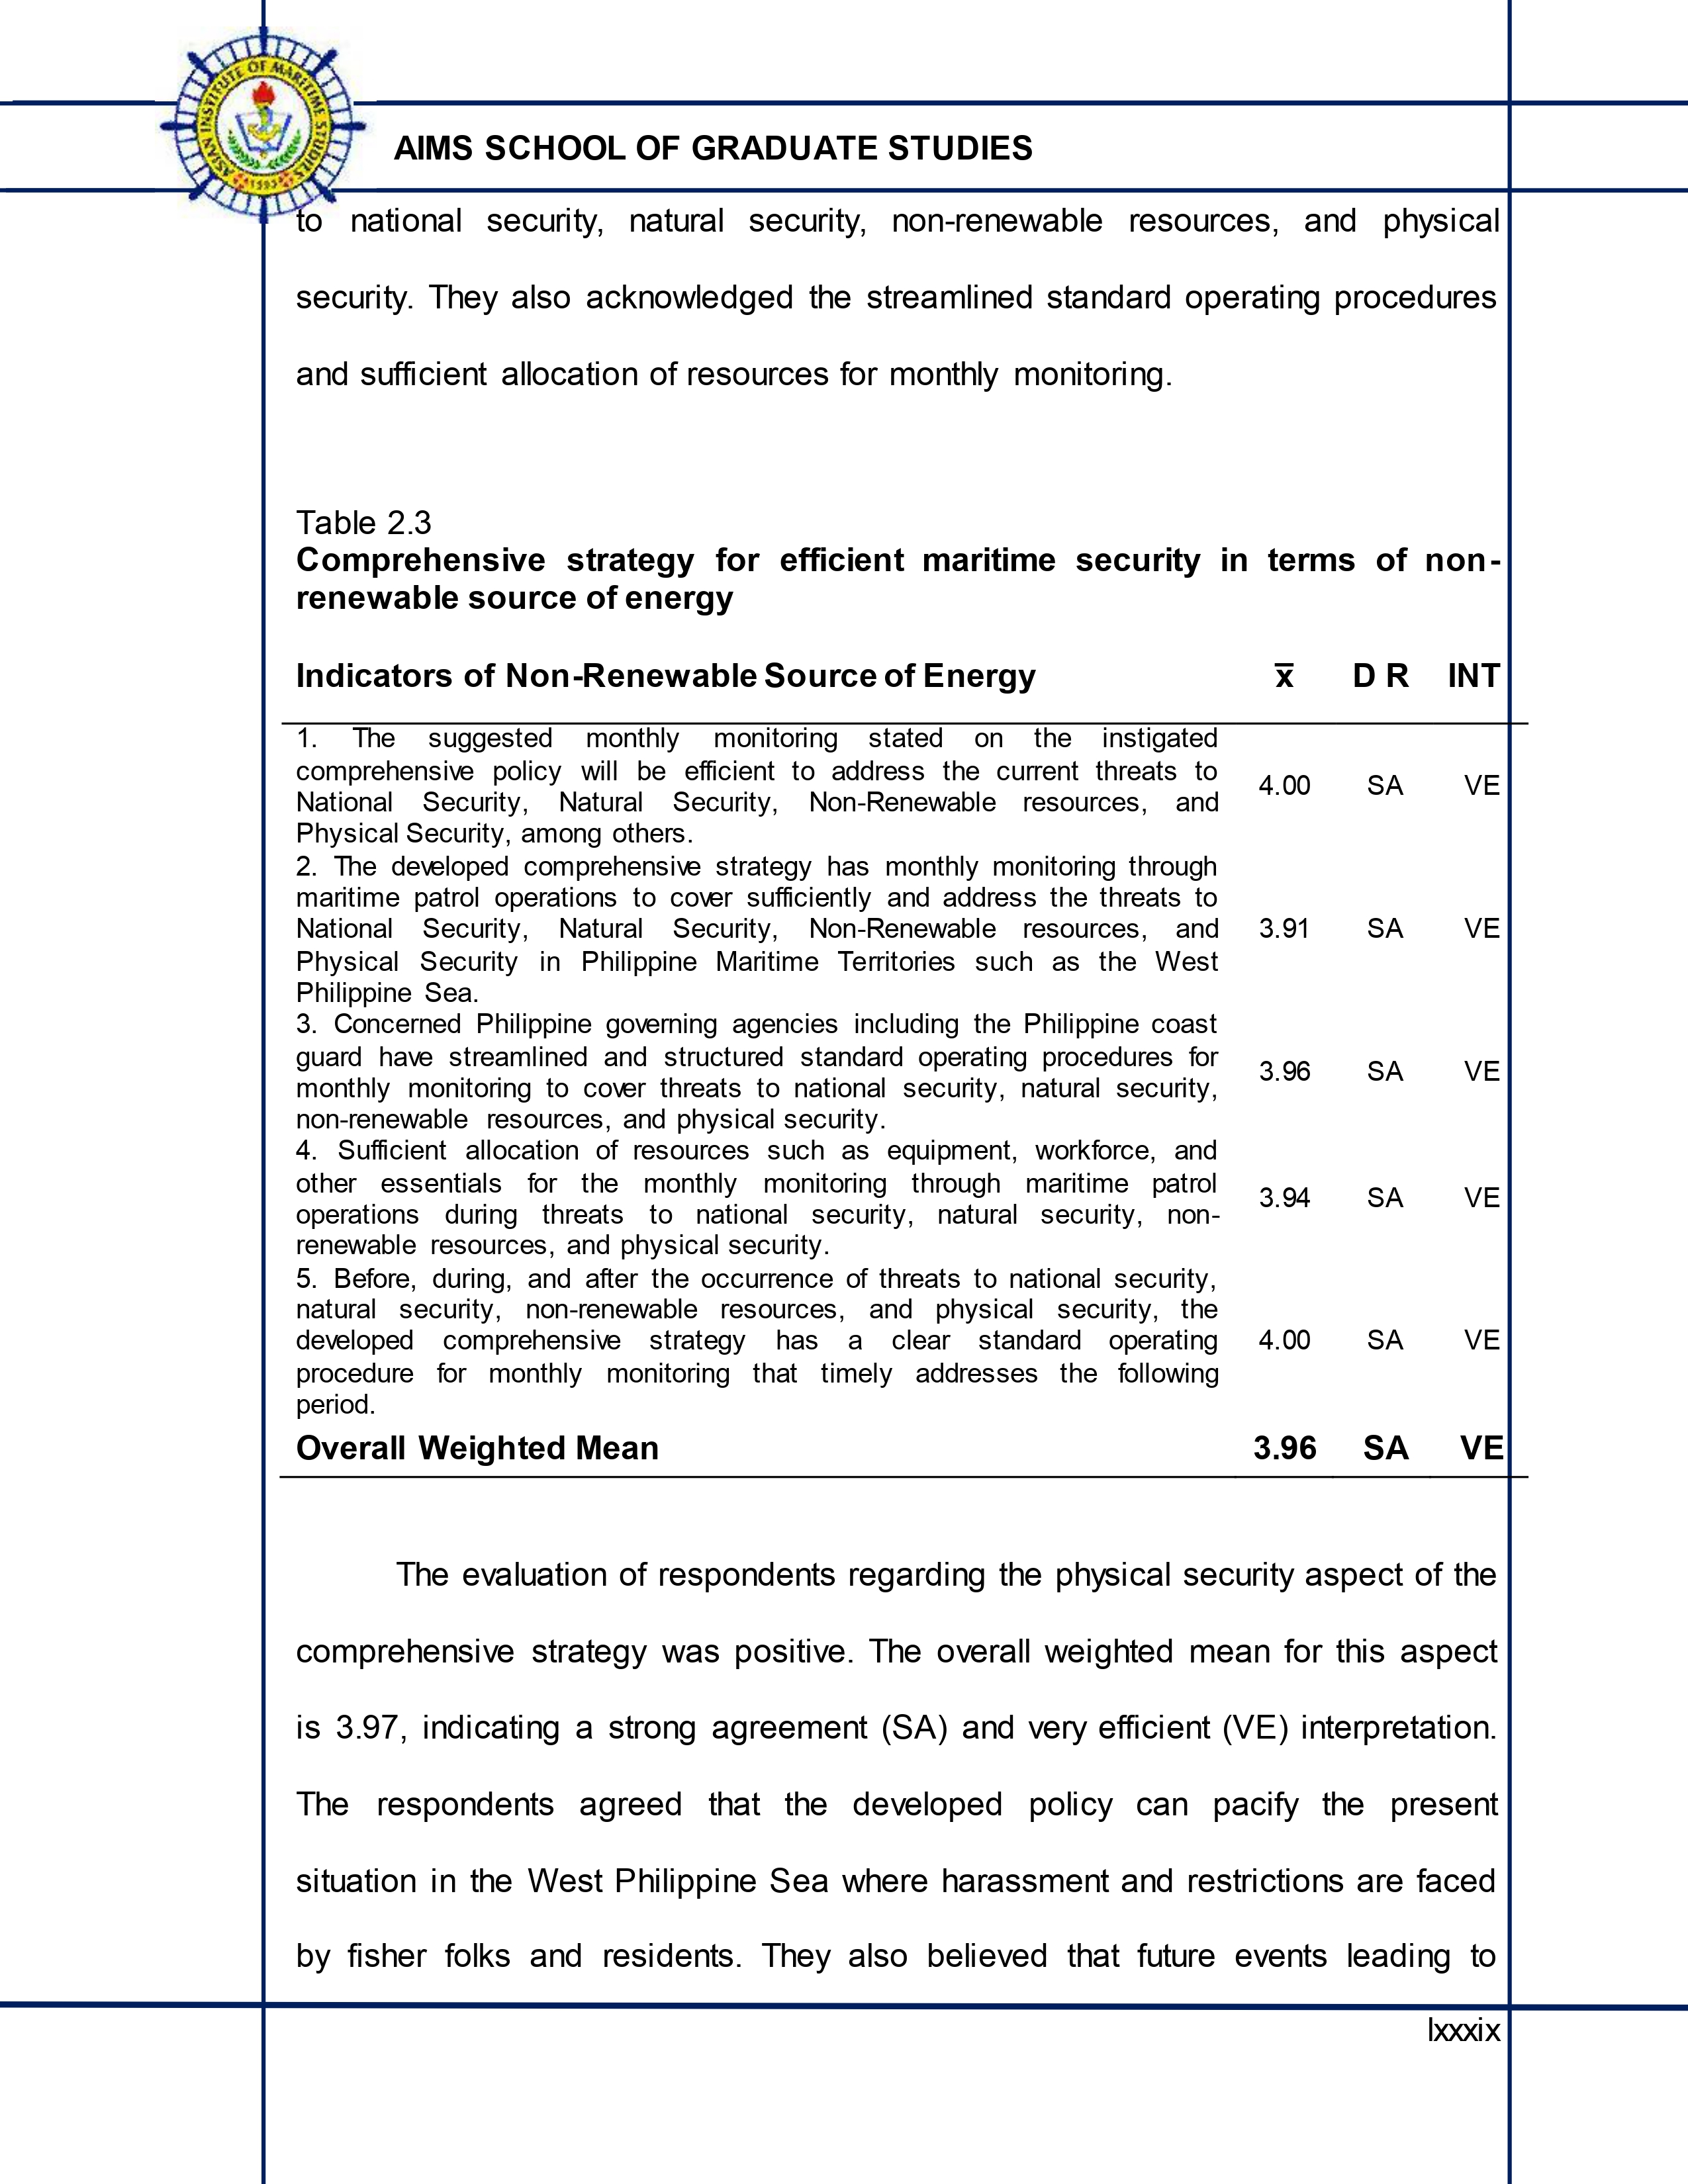 ASIAN INSTITUTE OF MARITIME STUDIES
1993
AIMS SCHOOL OF GRADUATE STUDIES
to national security, natural security, non-renewable resources, and physical
security. They also acknowledged the streamlined standard operating procedures
and sufficient allocation of resources for monthly monitoring.
Table 2.3
Comprehensive strategy for efficient maritime security in terms of non-
renewable source of energy
Indicators of Non-Renewable Source of Energy x̅ D R INT
1. The suggested monthly monitoring stated on the instigated
comprehensive policy will be efficient to address the current threats to
National Security, Natural Security, Non-Renewable resources, and
Physical Security, among others.
4.00 SA VE
2. The developed comprehensive strategy has monthly monitoring through
maritime patrol operations to cover sufficiently and address the threats to
National Security, Natural Security, Non-Renewable resources, and
Physical Security in Philippine Maritime Territories such as the West
Philippine Sea.
3.91 SA VE
3. Concerned Philippine governing agencies including the Philippine coast
guard have streamlined and structured standard operating procedures for
monthly monitoring to cover threats to national security, natural security,
non-renewable resources, and physical security.
3.96 SA VE
4. Sufficient allocation of resources such as equipment, workforce, and
other essentials for the monthly monitoring through maritime patrol
operations during threats to national security, natural security, non-
renewable resources, and physical security.
3.94 SA VE
5. Before, during, and after the occurrence of threats to national security,
natural security, non-renewable resources, and physical security, the
developed comprehensive strategy has a clear standard operating
procedure for monthly monitoring that timely addresses the following
period.
4.00 SA VE
Overall Weighted Mean 3.96 SA VE
The evaluation of respondents regarding the physical security aspect of the
comprehensive strategy was positive. The overall weighted mean for this aspect
is 3.97, indicating a strong agreement (SA) and very efficient (VE) interpretation.
The respondents agreed that the developed policy can pacify the present
situation in the West Philippine Sea where harassment and restrictions are faced
by fisher folks and residents. They also believed that future events leading to
lxxxix